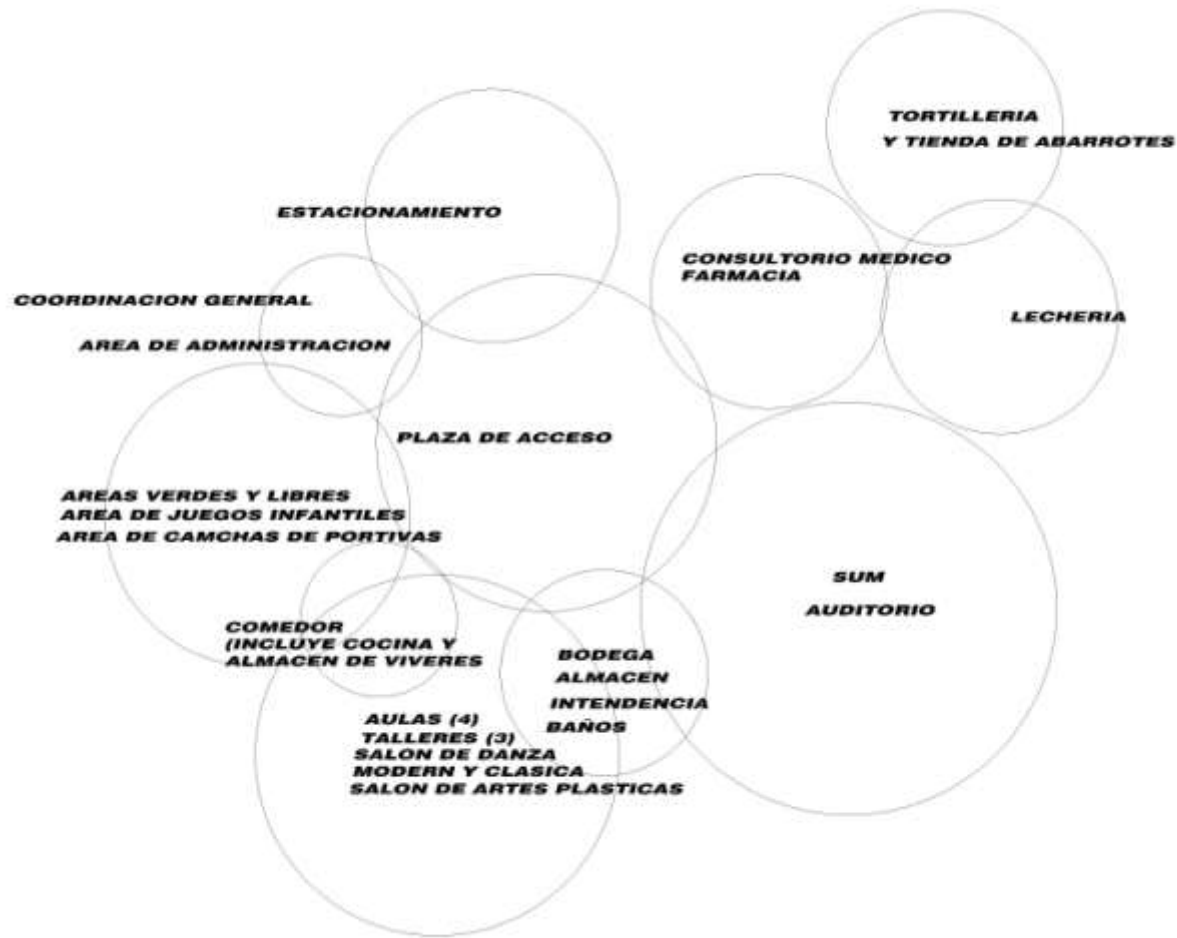 TORTILLERIA
Y TIENDA DE ABARROTES
ESTACIONAMIENTO
CONSULTORIO MEDICO
FARMACIA
COORDINACION GENERAL
LECHERIA
AREA DE ADMINISTRACION
PLAZA DE ACCESO
AREAS VERDES Y LIBRES
AREA DE JUEGOS INFANTILES
AREA DE CAMCHAS DE PORTIVAS
SUM
AUDITORIO
COMEDOR
(INCLUYE COCINA Y
ALMACEN DE VIVERES
BODEGA
ALMACEN
INTENDENCIA
BAÑOS
AULAS (4)
TALLERES (3)
SALON DE DANZA
MODERN Y CLASICA
SALON DE ARTES PLASTICAS